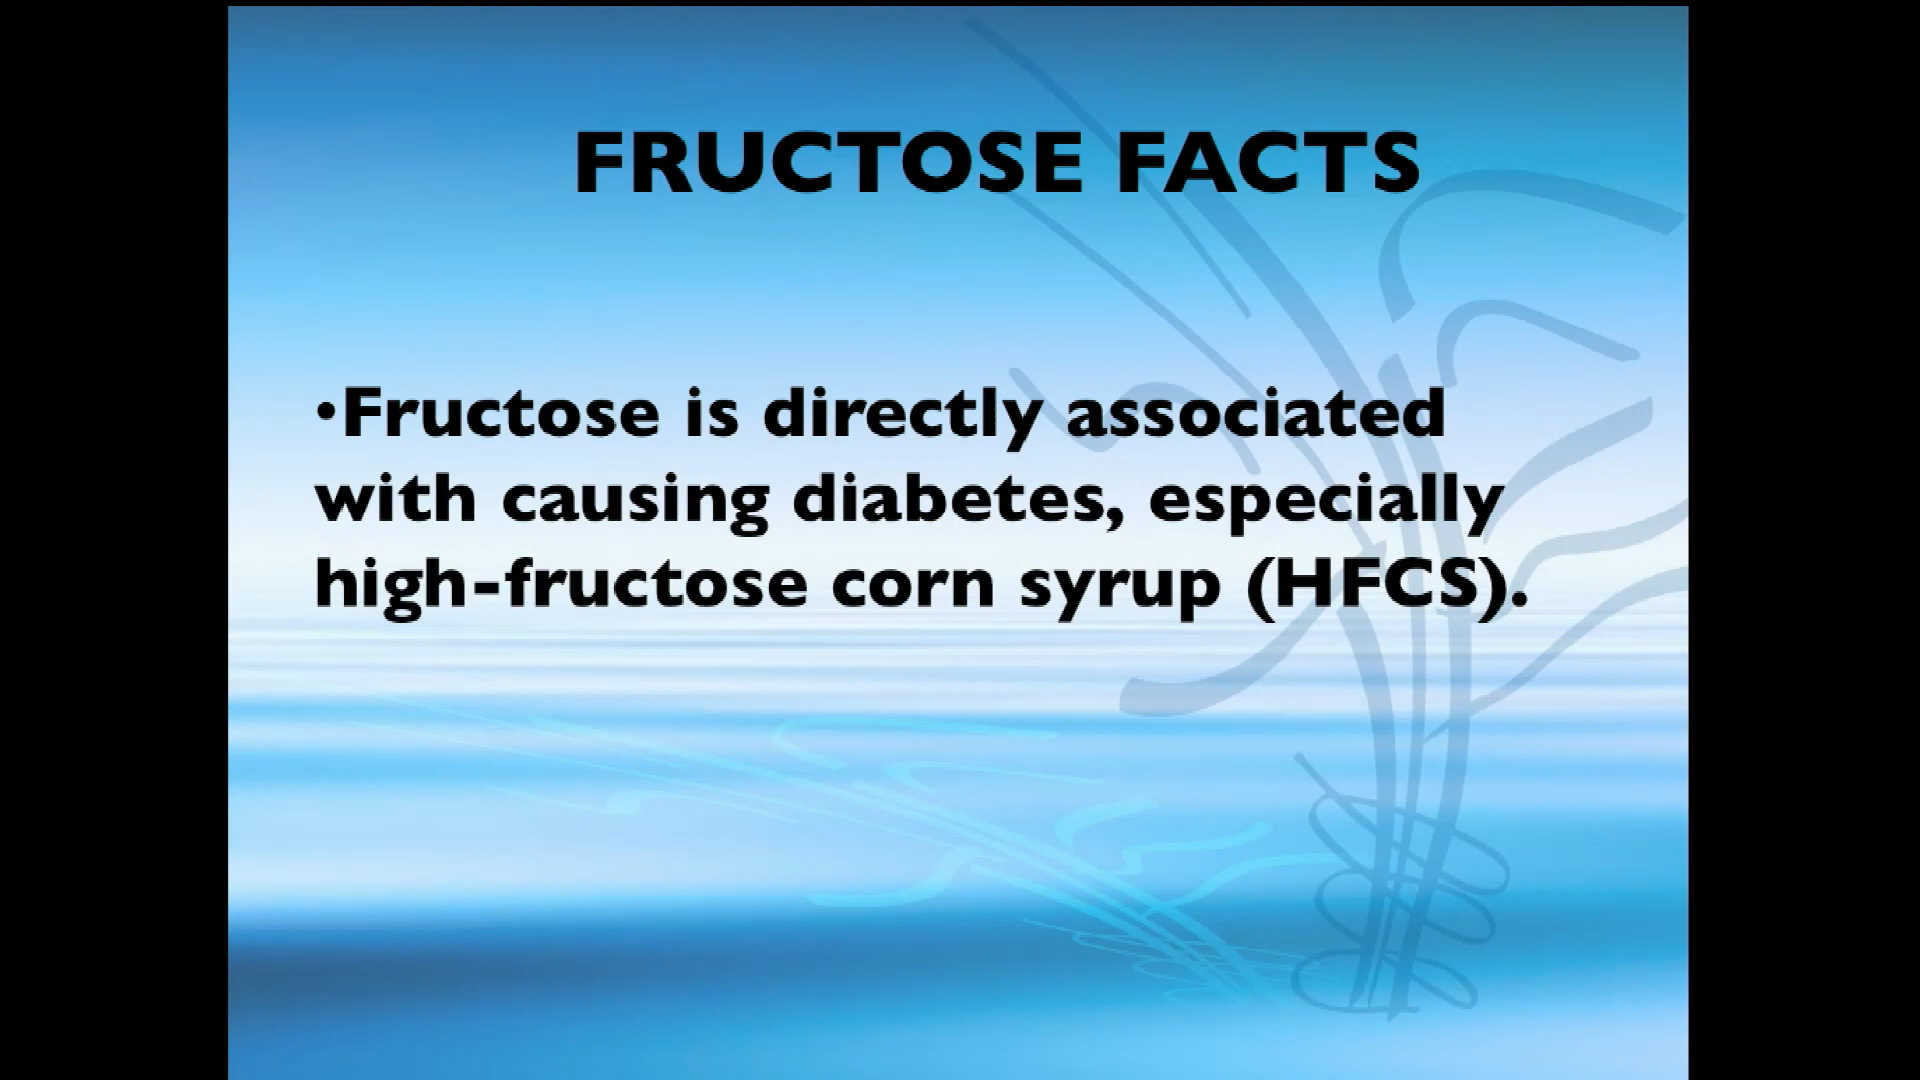 FRUCTOSE FACTS
•Fructose is directly associated
with causing diabetes, especially
high-fructose corn syrup (HFCS).